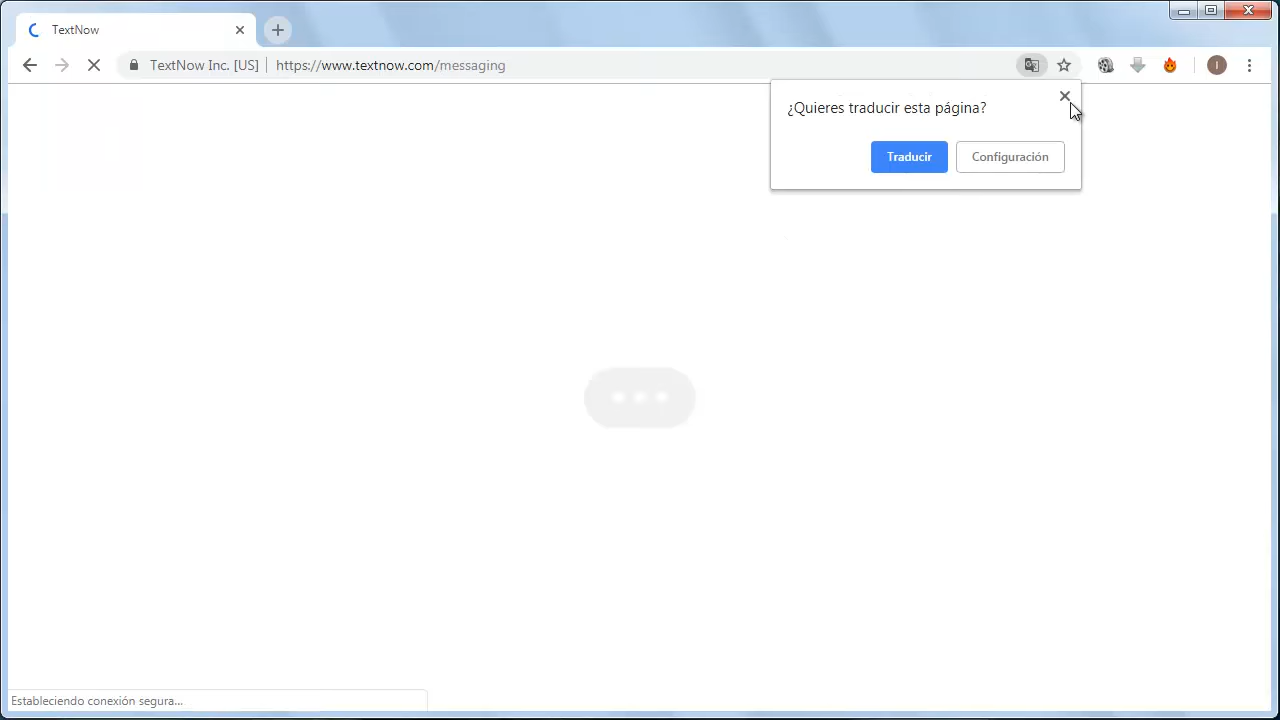 TextNow
TextNow Inc. [US] https://www.textnow.com/messaging
¿Quieres traducir esta página?
Traducir
Configuración
I
Estableciendo conexión segura...